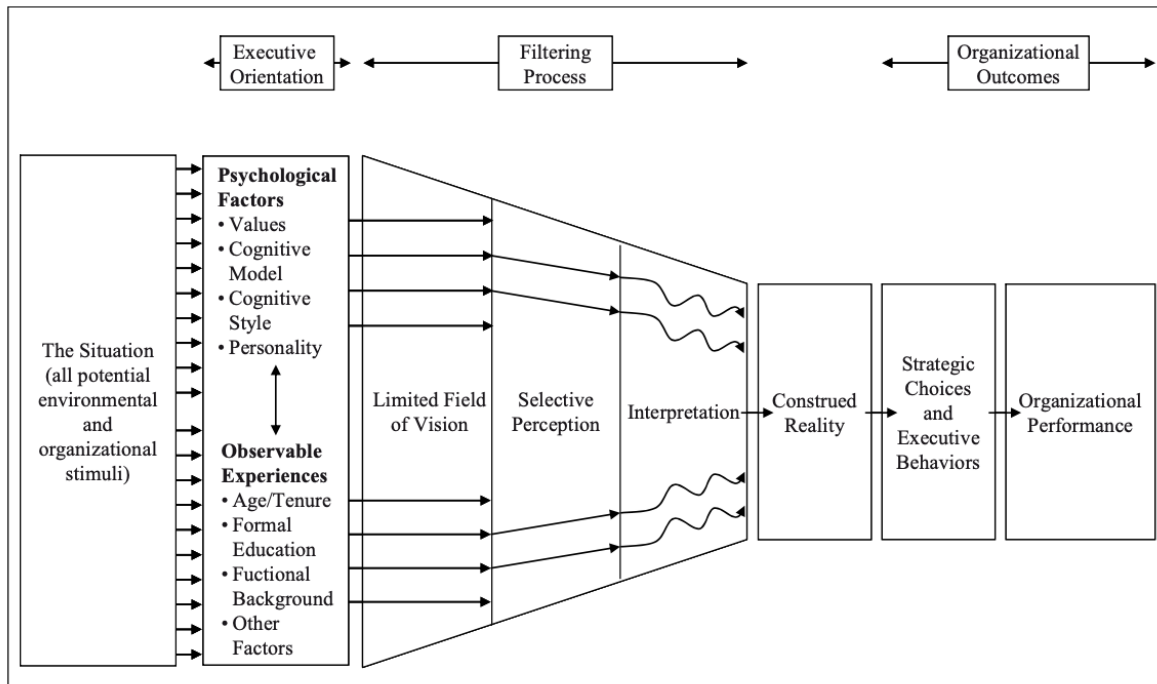 Executive
Orientation
Filtering
Process
Organizational
Outcomes
The Situation
(all potential
environmental
and
organizational
stimuli)
Psychological
Factors
• Values
• Cognitive
Model
• Cognitive
Style
• Personality
Observable
Experiences
• Age/Tenure
• Formal
Education
• Fuctional
Background
• Other
Factors
Limited Field
of Vision
Selective
Perception
Interpretation
Construed
Reality
Strategic
Choices
and
Executive
Behaviors
Organizational
Performance